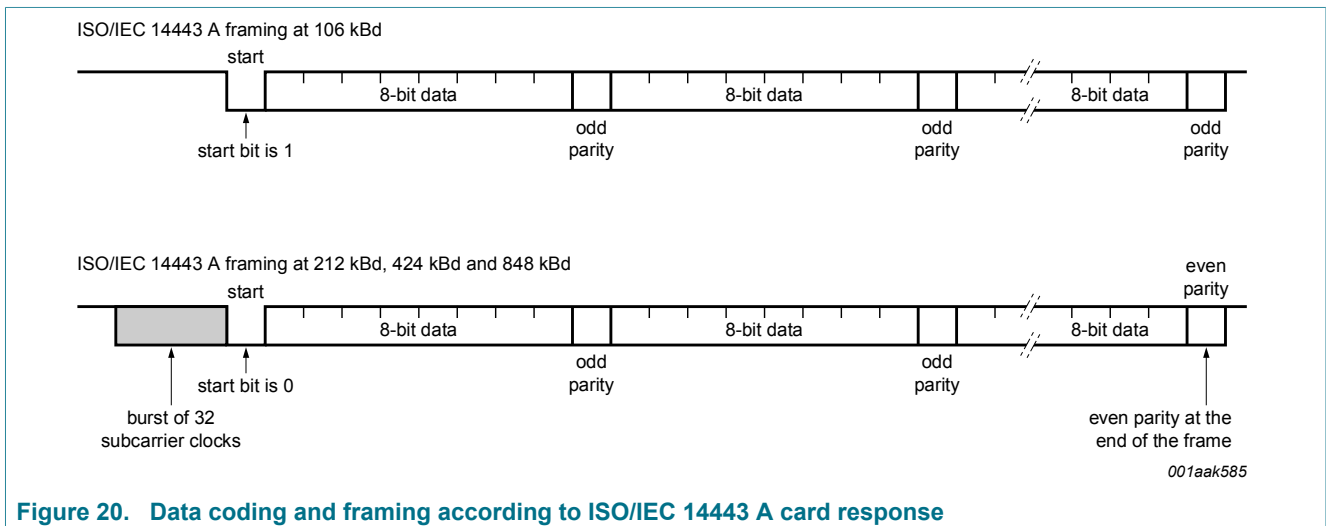 ISO/IEC 14443 A framing at 106 kBd
start
8-bit data
8-bit data
8-bit data
odd
parity
odd
parity
odd
parity
start bit is 1
ISO/IEC 14443 A framing at 212 kBd, 424 kBd and 848 kBd
even
parity
start
8-bit data
8-bit data
8-bit data
odd
parity
odd
parity
start bit is 0
burst of 32
subcarrier clocks
even parity at the
end of the frame
001aak585
Figure 20. Data coding and framing according to ISO/IEC 14443 A card response